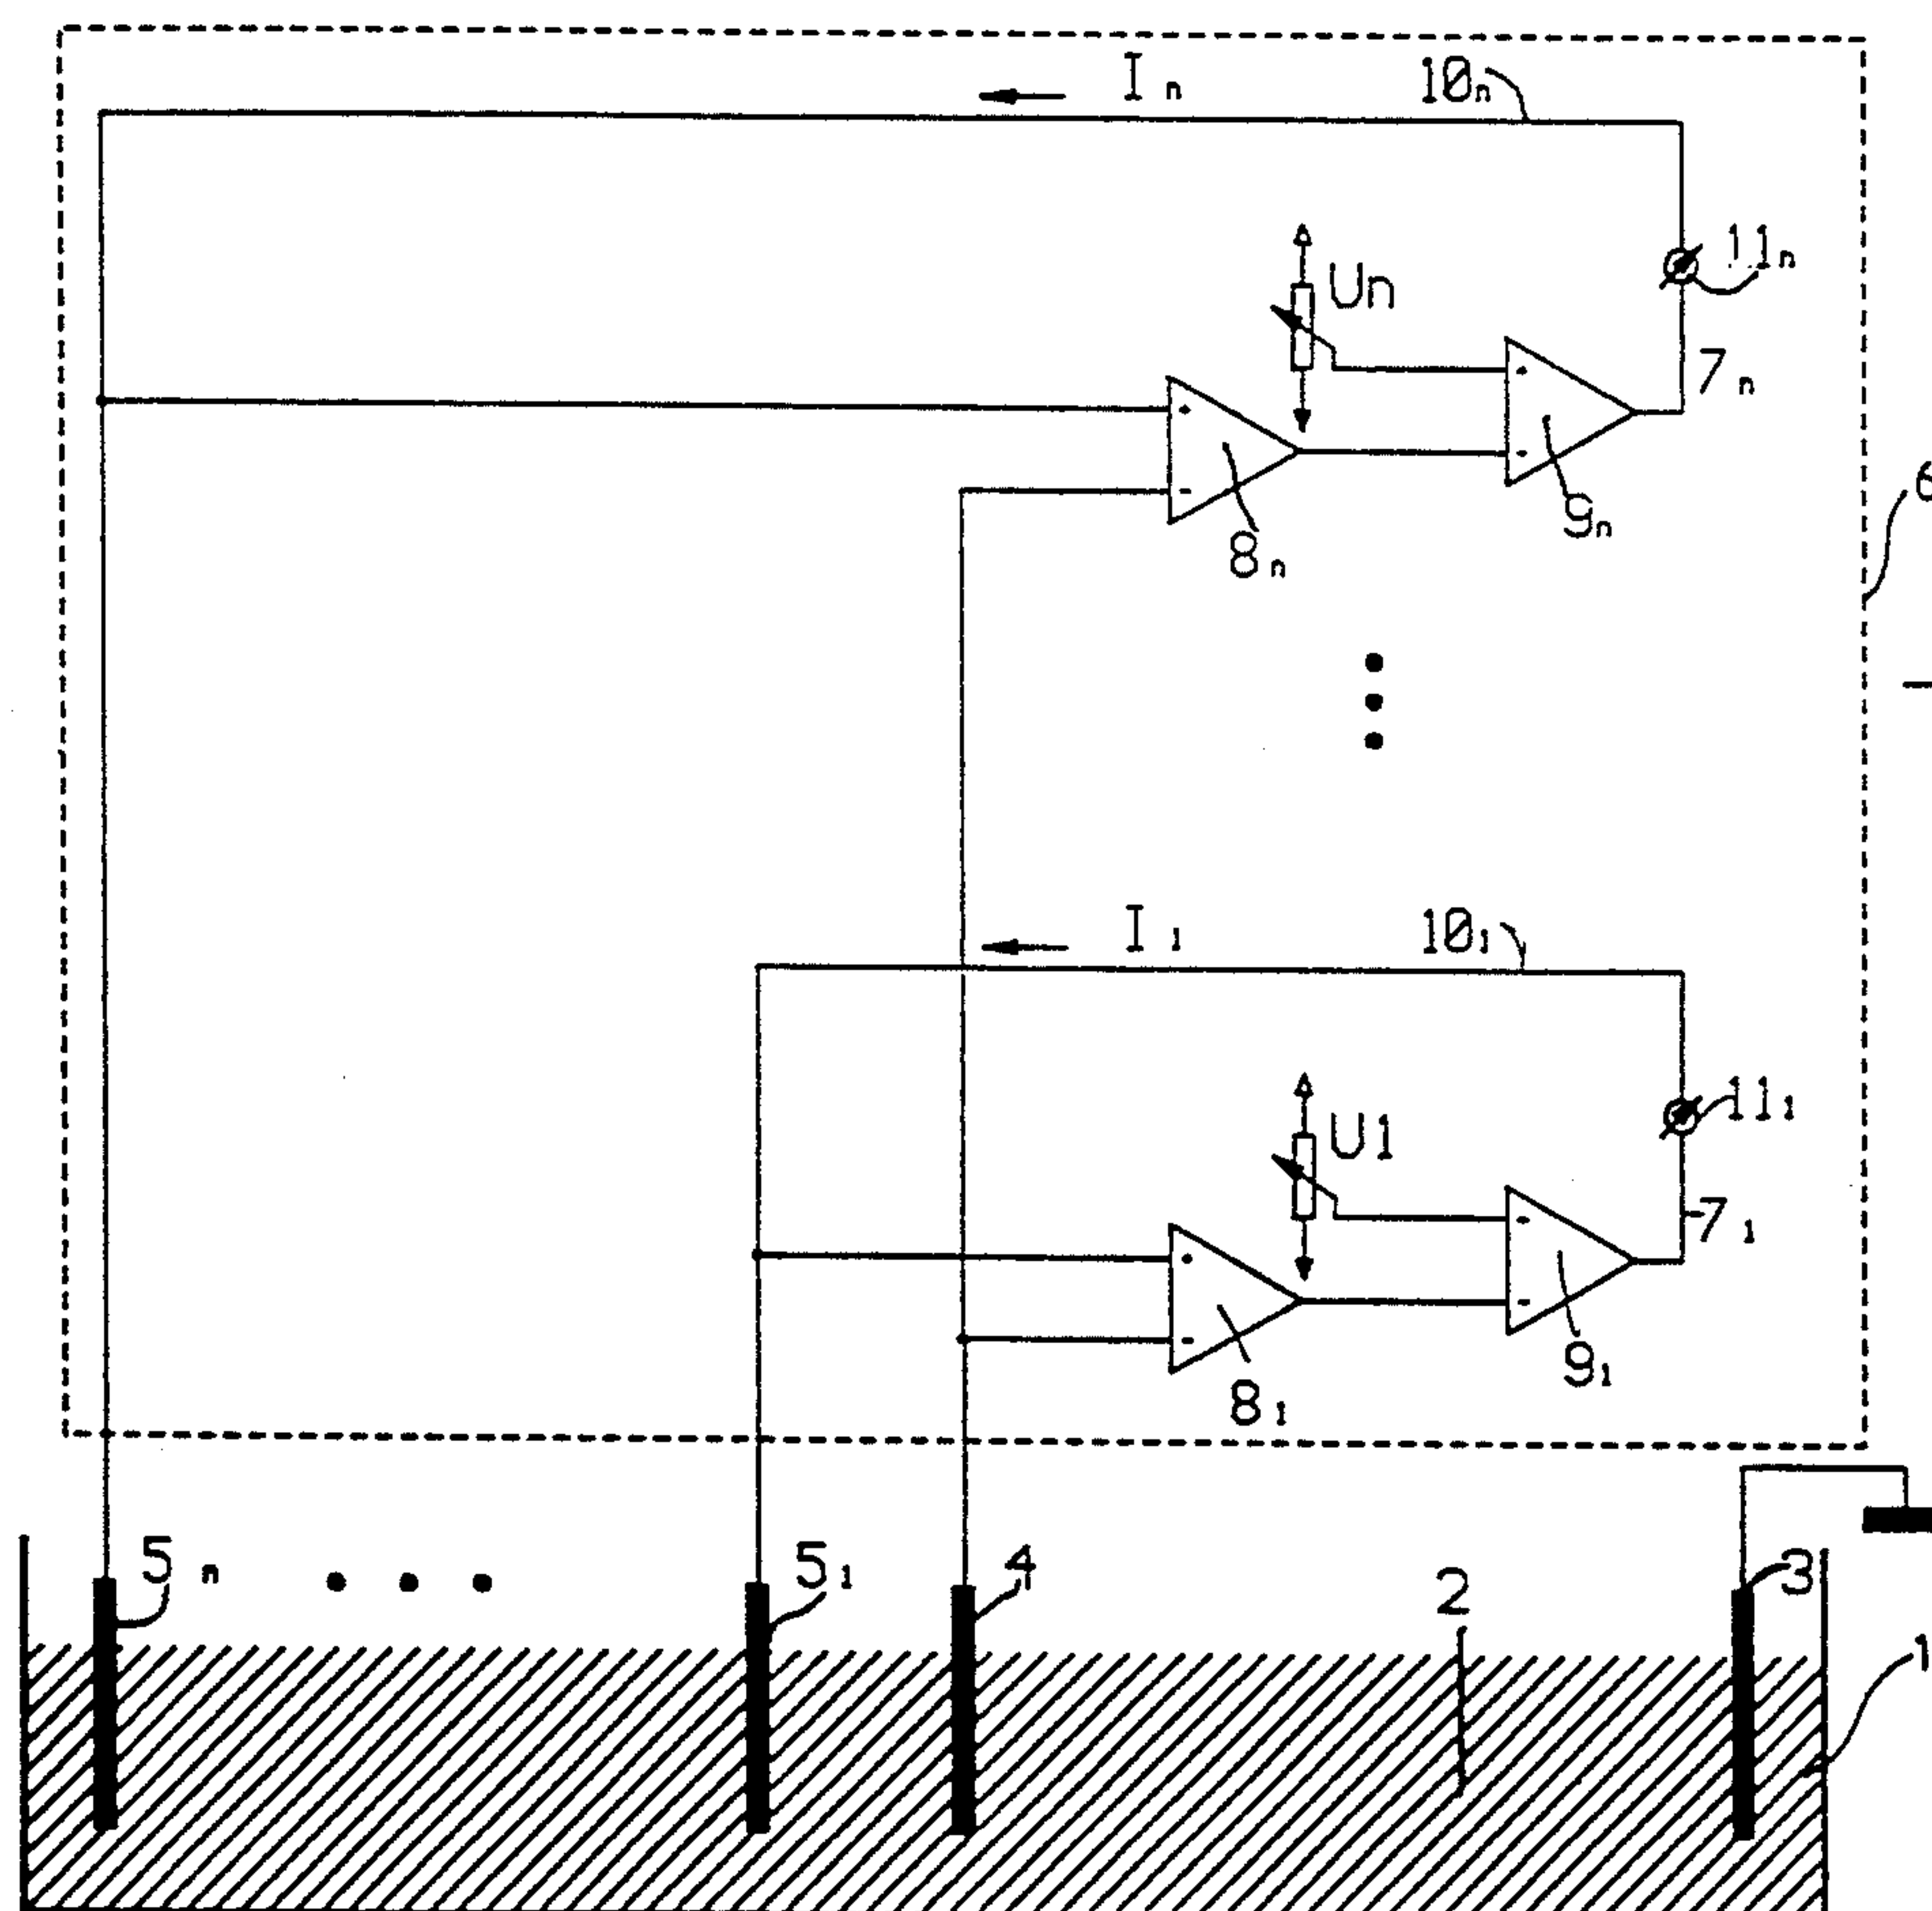 Iₙ 10ₙ
11ₙ
Un
7ₙ
+ +
- -
9ₙ
8ₙ
6
I₁ 10₁
11₁
U1
7₁
+ -
- -
9₁
8₁
5ₙ 5₁ 4 2 3
1